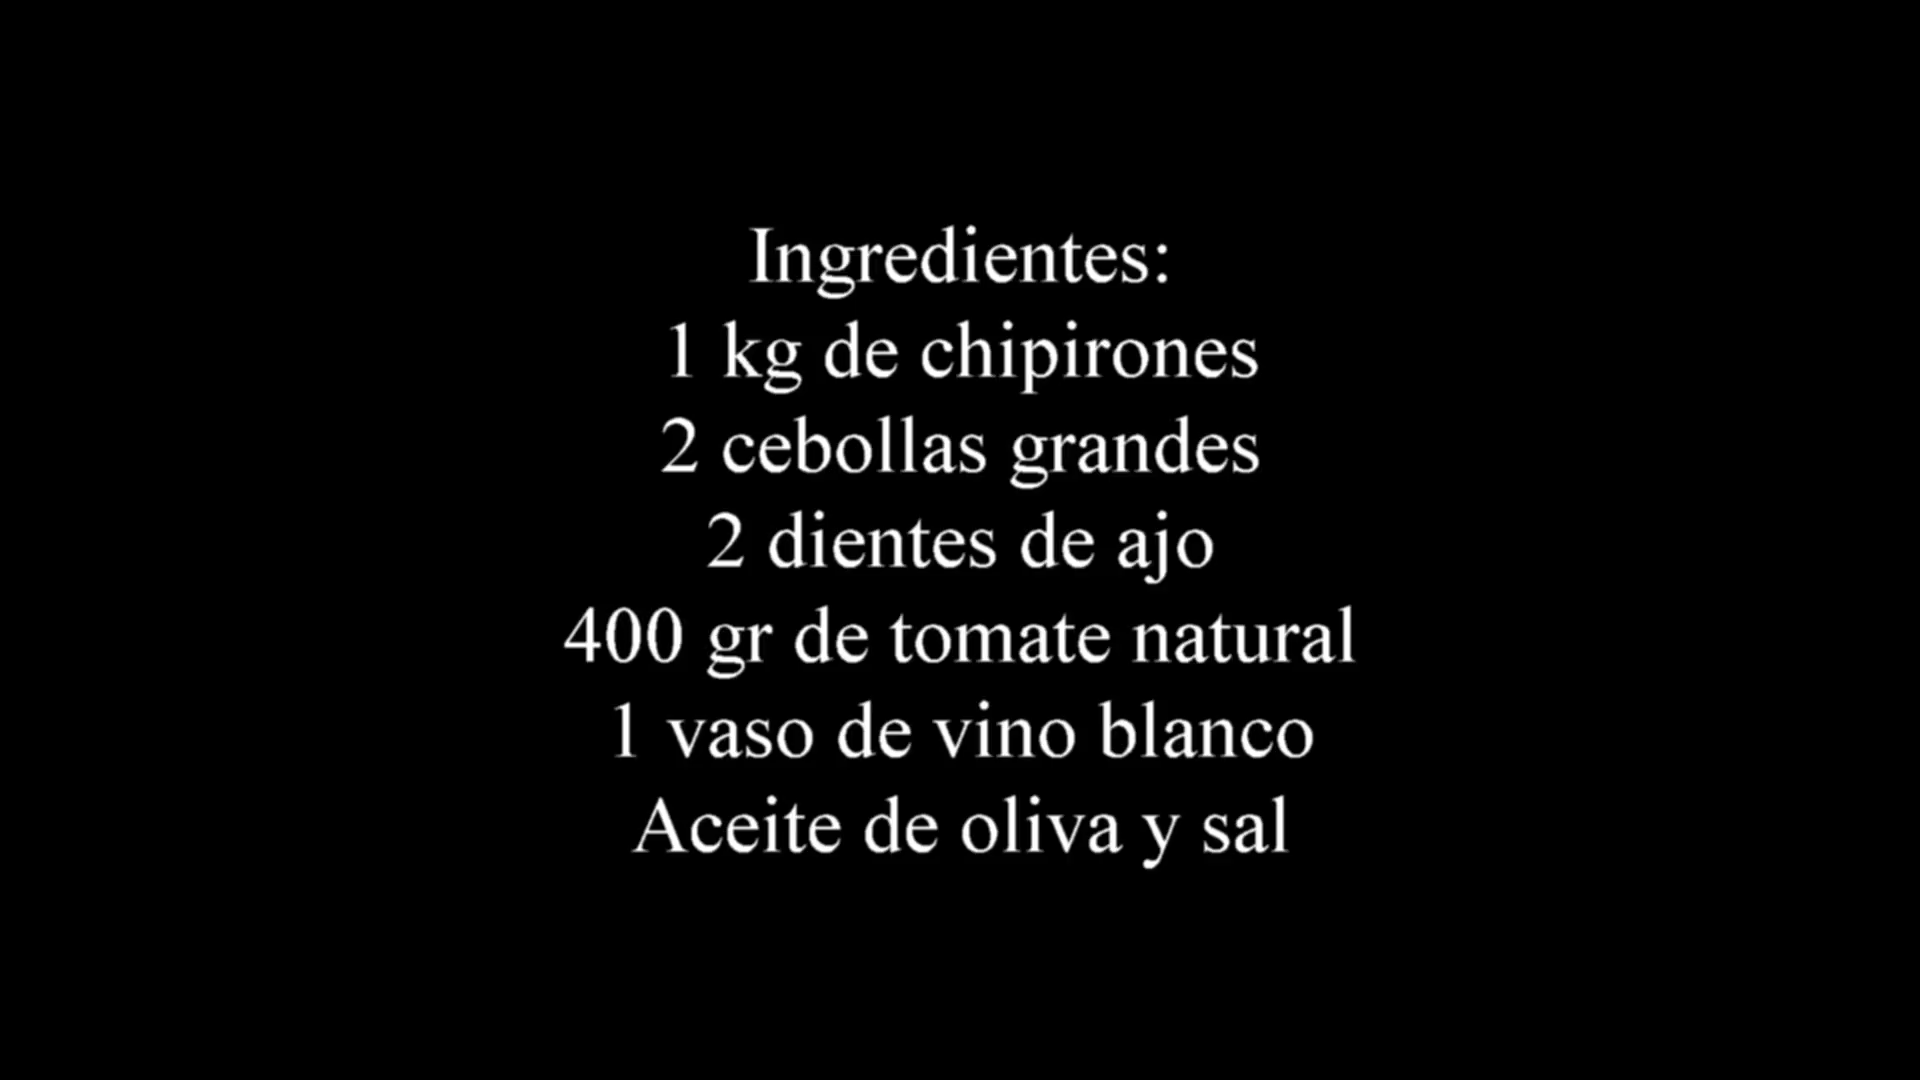 Ingredientes:
1 kg de chipirones
2 cebollas grandes
2 dientes de ajo
400 gr de tomate natural
1 vaso de vino blanco
Aceite de oliva y sal